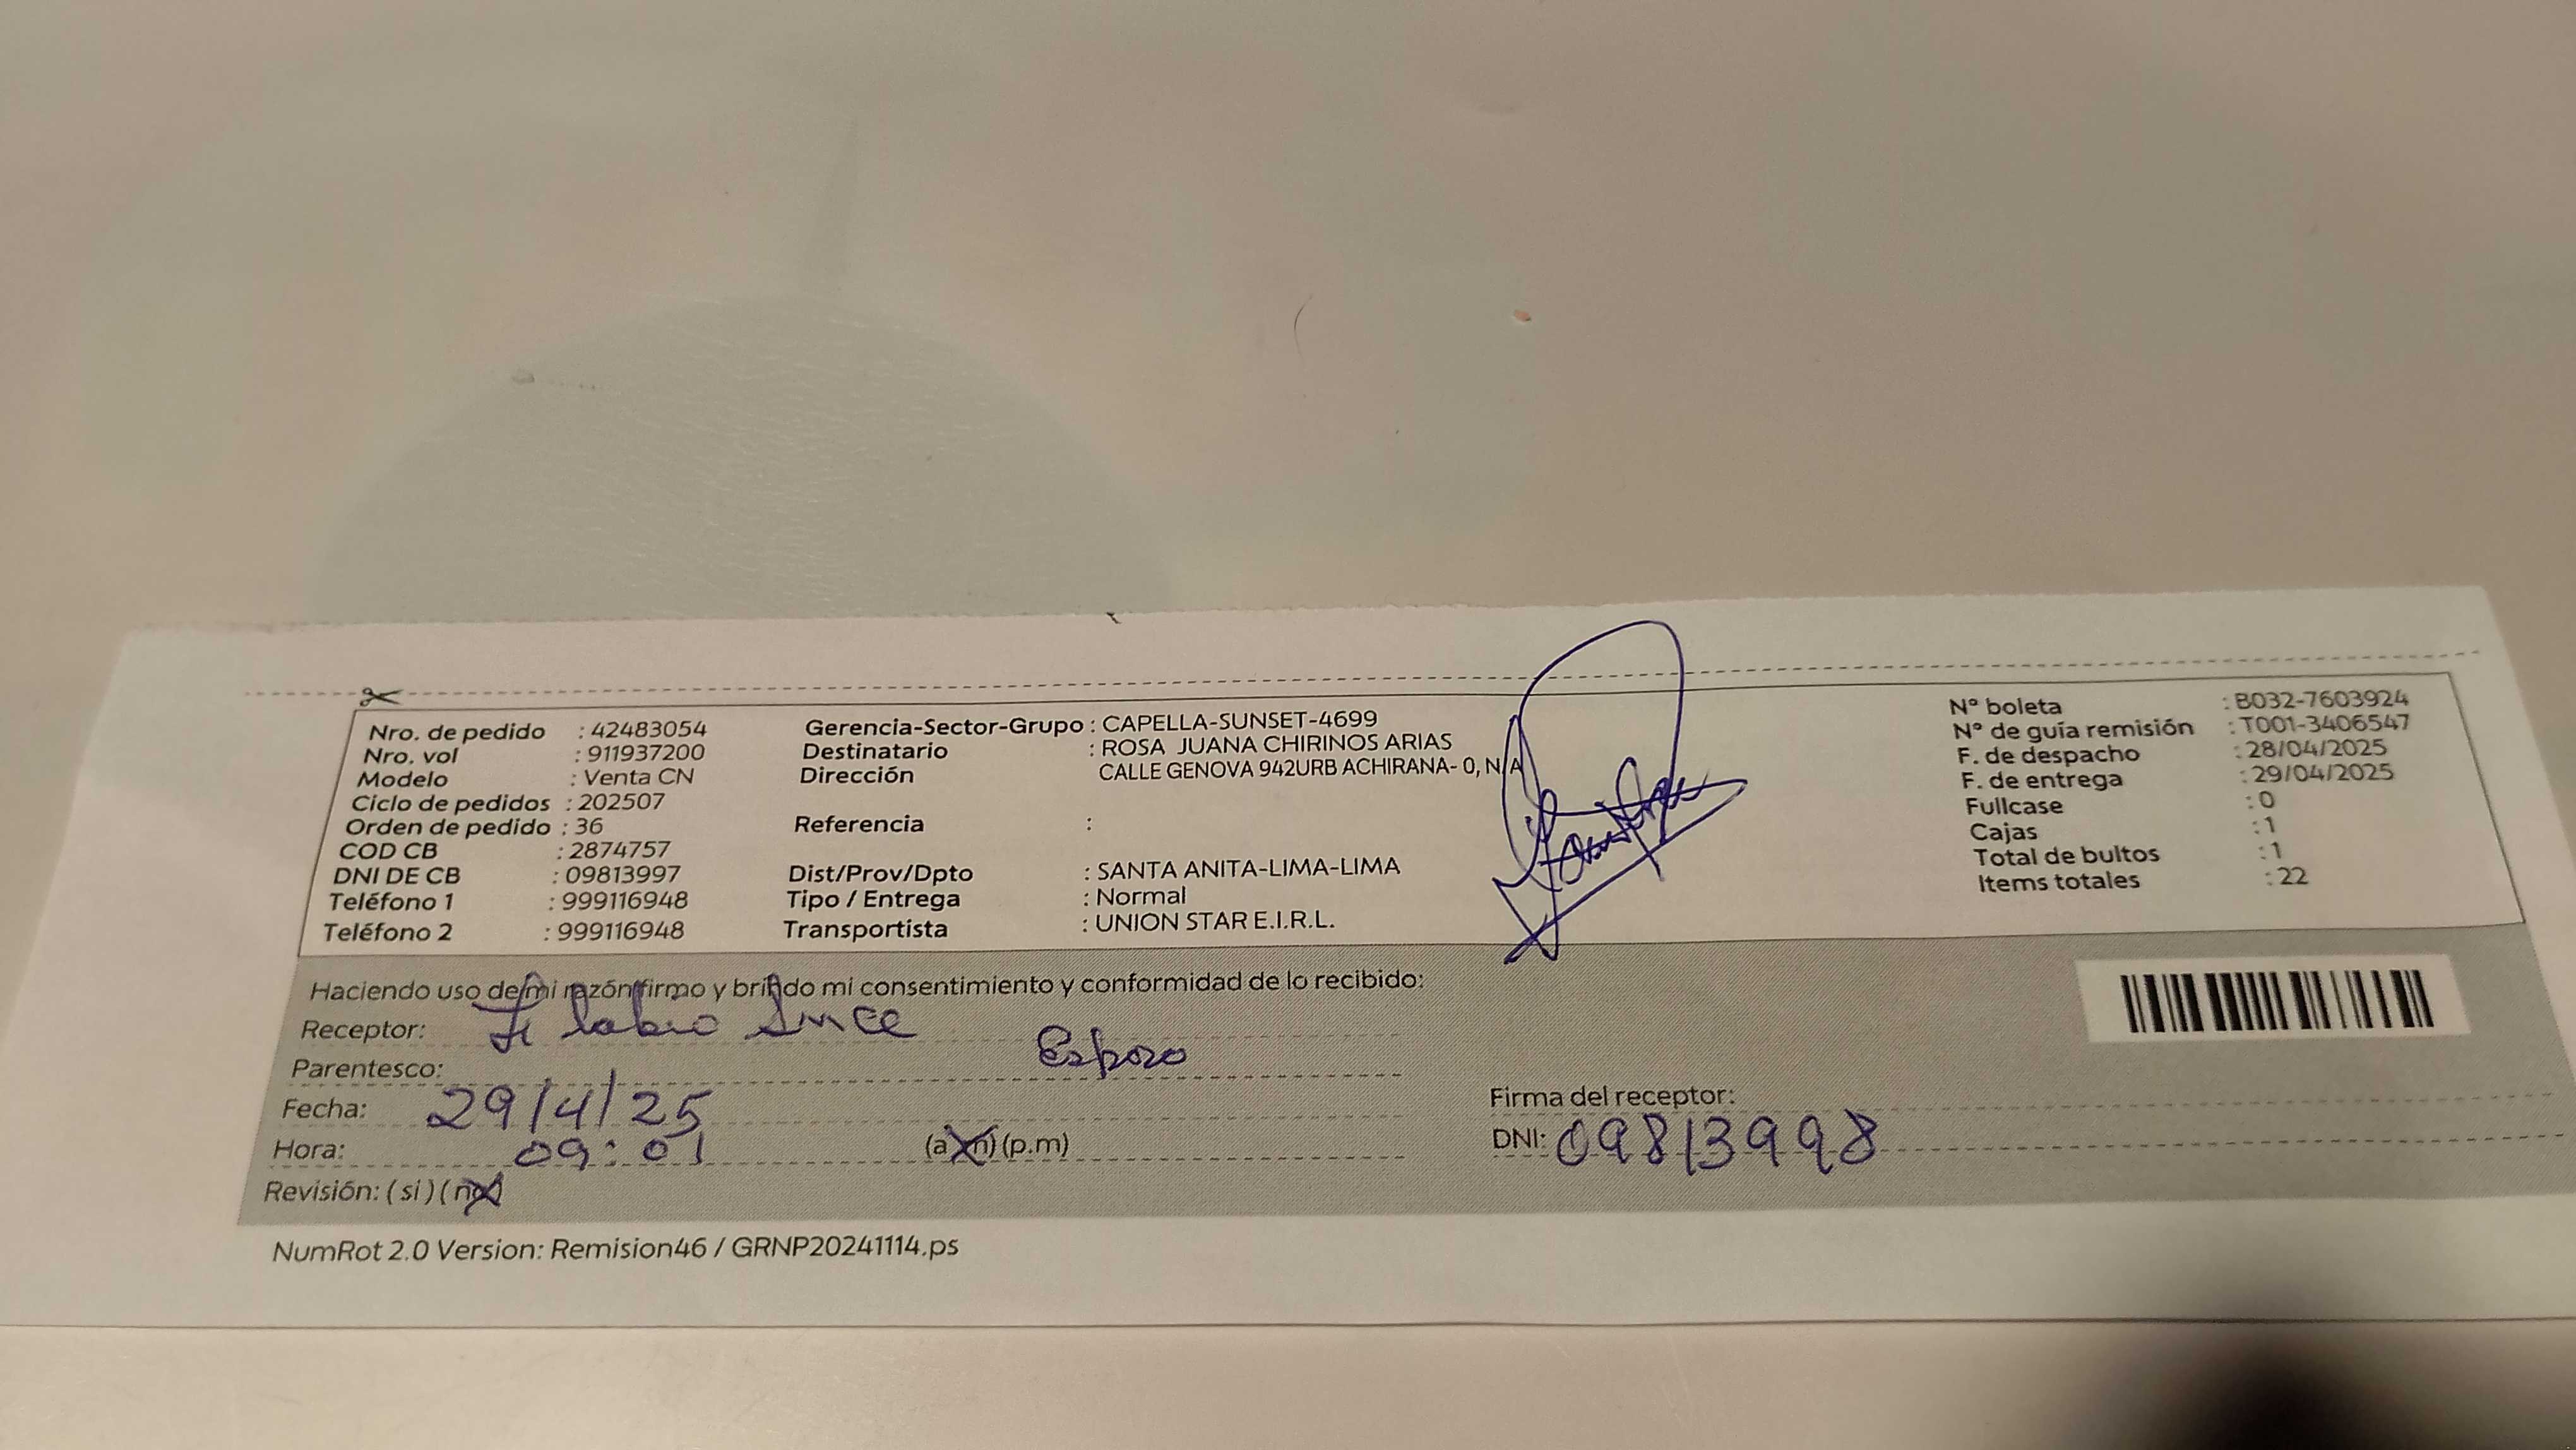 Nro. de pedido : 42483054
Nro. vol : 911937200
Modelo : Venta CN
Ciclo de pedidos : 202507
Orden de pedido : 36
COD CB : 2874757
DNI DE CB : 09813997
Teléfono 1 : 999116948
Teléfono 2 : 999116948
Gerencia-Sector-Grupo : CAPELLA-SUNSET-4699
Destinatario : ROSA JUANA CHIRINOS ARIAS
Dirección CALLE GENOVA 942URB ACHIRANA- 0, N/A
Referencia :
Dist/Prov/Dpto : SANTA ANITA-LIMA-LIMA
Tipo / Entrega : Normal
Transportista : UNION STAR E.I.R.L.
N° boleta : B032-7603924
N° de guía remisión : T001-3406547
F. de despacho : 28/04/2025
F. de entrega : 29/04/2025
Fullcase : 0
Cajas : 1
Total de bultos : 1
Items totales : 22
Haciendo uso de mi razón firmo y brindo mi consentimiento y conformidad de lo recibido:
Receptor:
Parentesco: Esposo
Fecha: 29/4/25
Hora: 09:01 (a.m) (p.m)
Revisión: ( si ) ( no )
Firma del receptor:
DNI: 09813998
NumRot 2.0 Version: Remision46 / GRNP20241114.ps